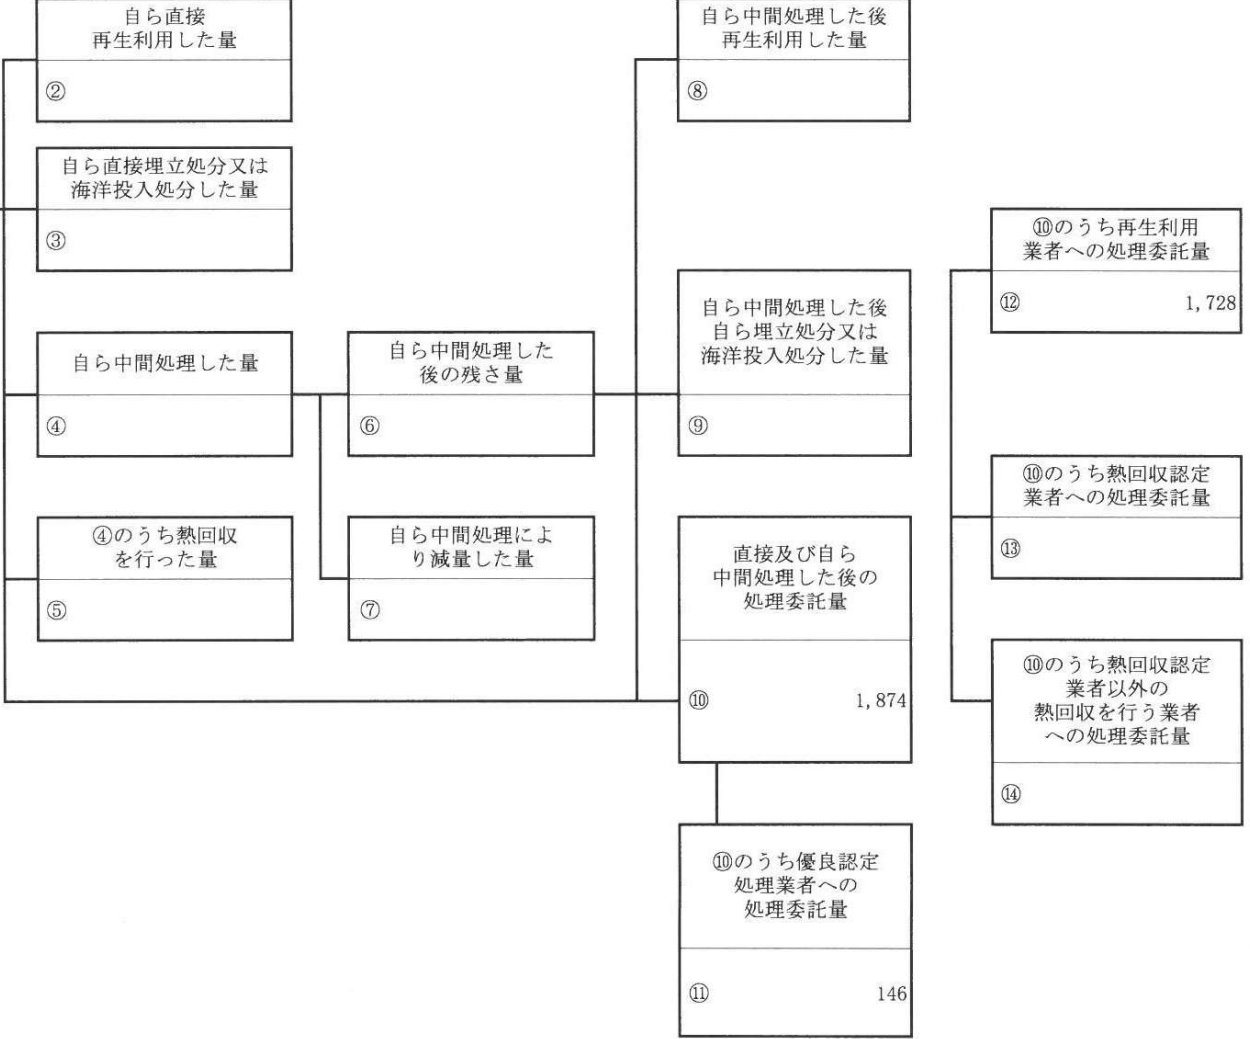 自ら直接
再生利用した量
②
自ら直接埋立処分又は
海洋投入処分した量
③
自ら中間処理した量
④
④のうち熱回収
を行った量
⑤
自ら中間処理した
後の残さ量
⑥
自ら中間処理によ
り減量した量
⑦
自ら中間処理した後
再生利用した量
⑧
自ら中間処理した後
自ら埋立処分又は
海洋投入処分した量
⑨
直接及び自ら
中間処理した後の
処理委託量
⑩ 1,874
⑩のうち優良認定
処理業者への
処理委託量
⑪ 146
⑩のうち再生利用
業者への処理委託量
⑫ 1,728
⑩のうち熱回収認定
業者への処理委託量
⑬
⑩のうち熱回収認定
業者以外の
熱回収を行う業者
への処理委託量
⑭